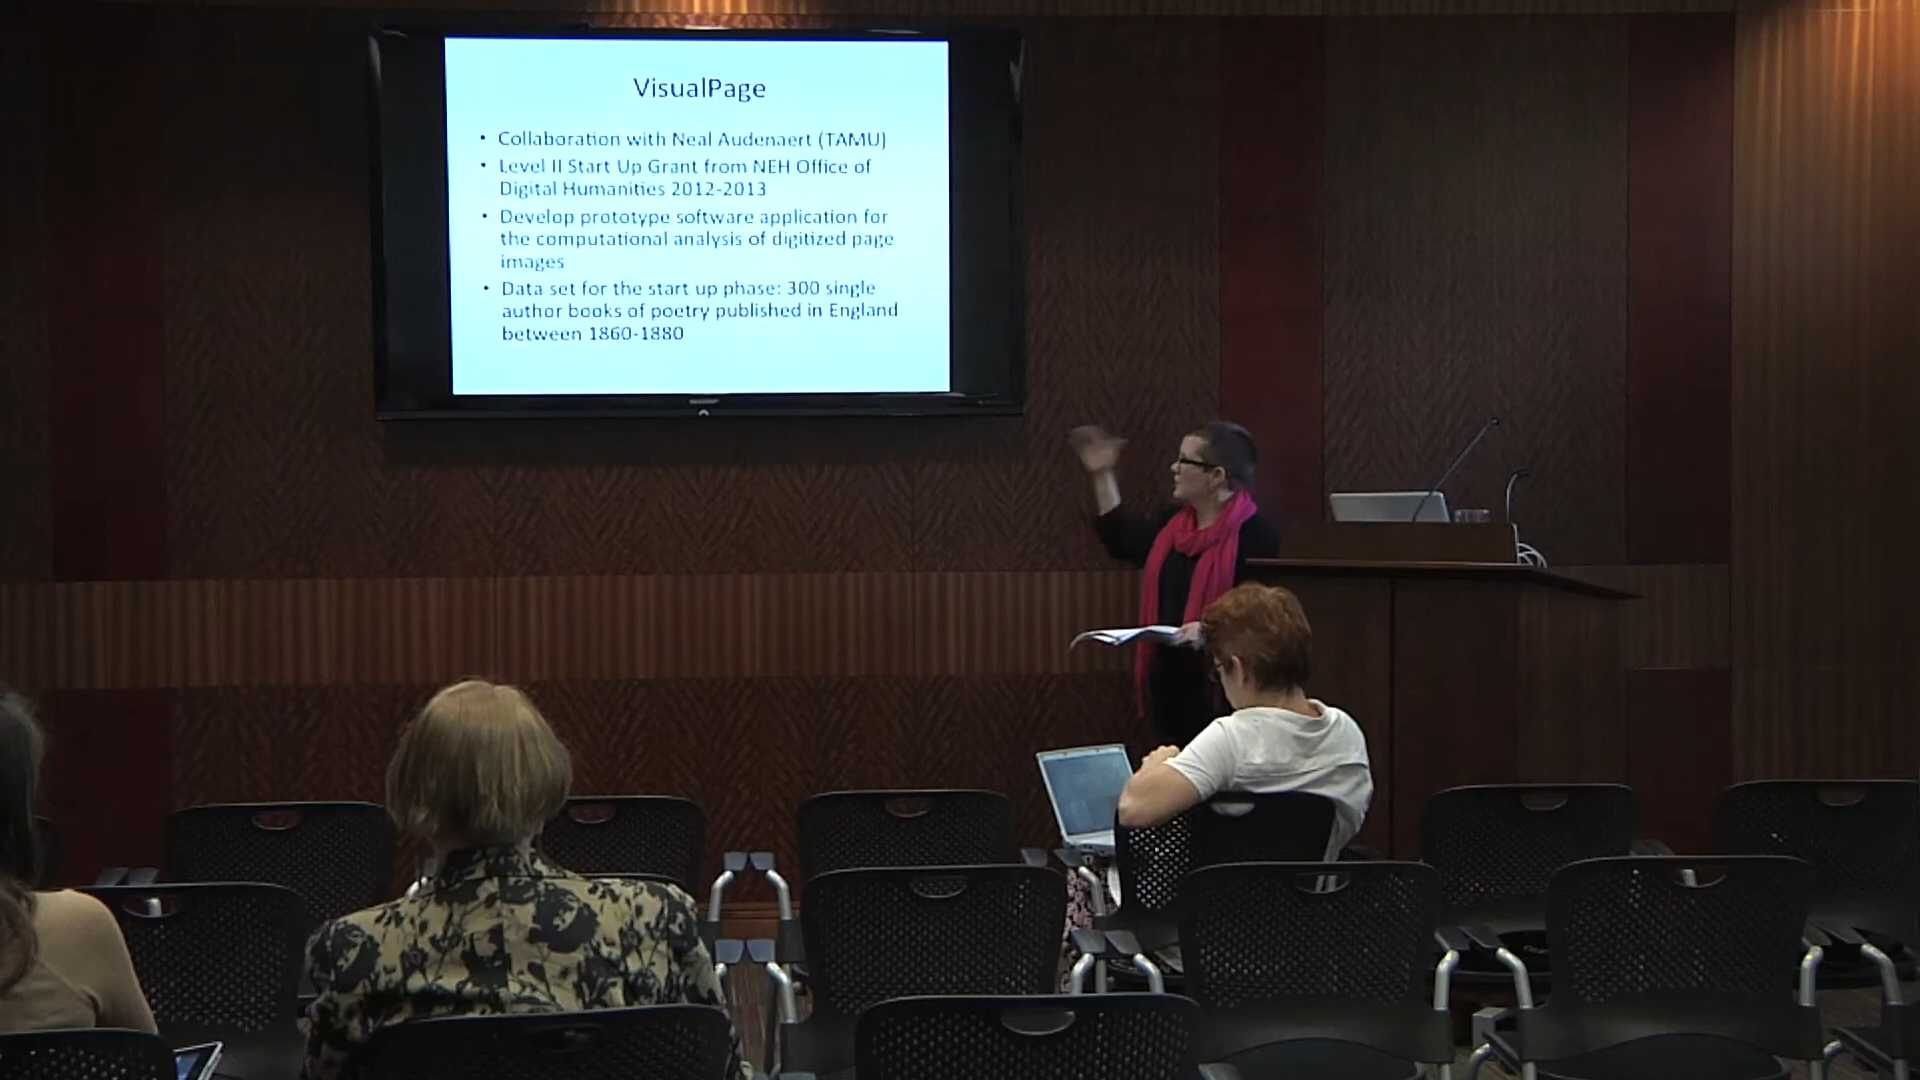 VisualPage
• Collaboration with Neal Audenaert (TAMU)
• Level II Start Up Grant from NEH Office of
Digital Humanities 2012-2013
• Develop prototype software application for
the computational analysis of digitized page
images
• Data set for the start up phase: 300 single
author books of poetry published in England
between 1860-1880